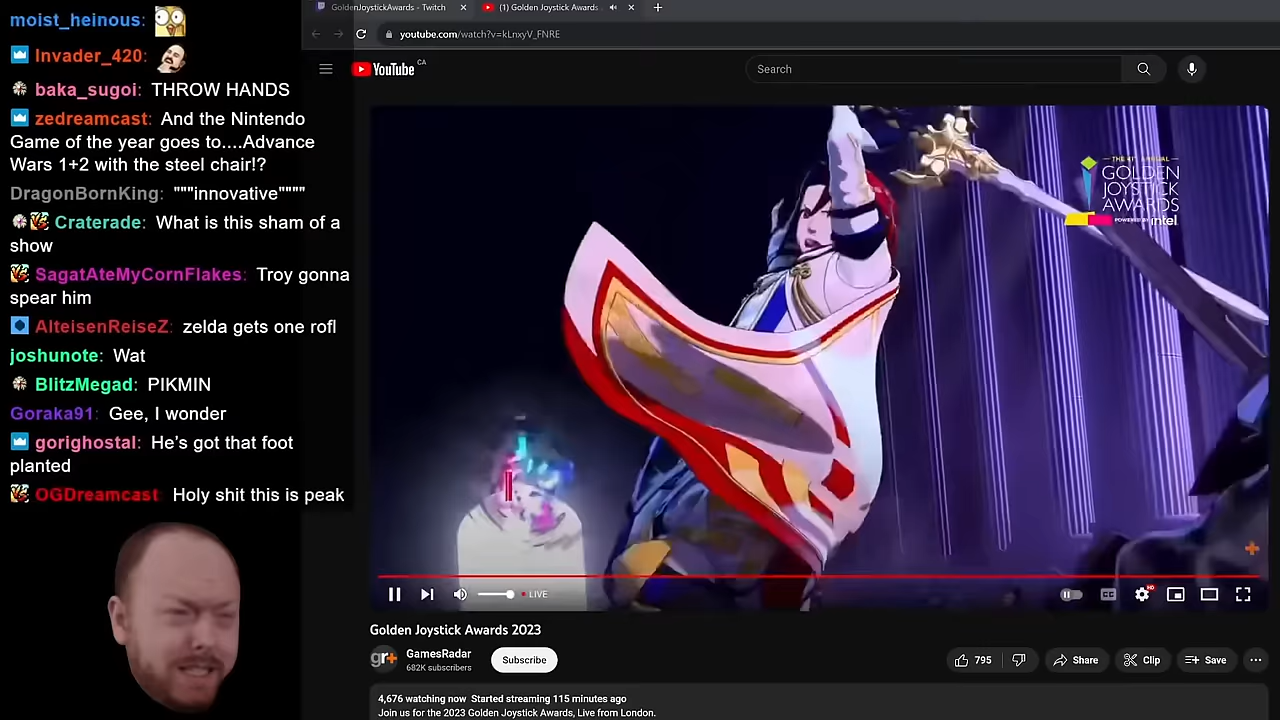 moist_heinous:
Invader_420:
baka_sugoi: THROW HANDS
zedreamcast: And the Nintendo
Game of the year goes to....Advance
Wars 1+2 with the steel chair!?
DragonBornKing: """innovative""""
Craterade: What is this sham of a
show
SagatAteMyCornFlakes: Troy gonna
spear him
AlteisenReiseZ: zelda gets one rofl
joshunote: Wat
BlitzMegad: PIKMIN
Goraka91: Gee, I wonder
gorighostal: He's got that foot
planted
OGDreamcast: Holy shit this is peak
GoldenJoystickAwards - Twitch
(1) Golden Joystick Awards
youtube.com/watch?v=kLnxyV_FNRE
YouTube CA
Search
THE 41ST ANNUAL
GOLDEN
JOYSTICK
AWARDS
POWERED BY intel
LIVE
CC
HD
Golden Joystick Awards 2023
gr+
GamesRadar
682K subscribers
Subscribe
795
Share
Clip
Save
4,676 watching now Started streaming 115 minutes ago
Join us for the 2023 Golden Joystick Awards, Live from London.